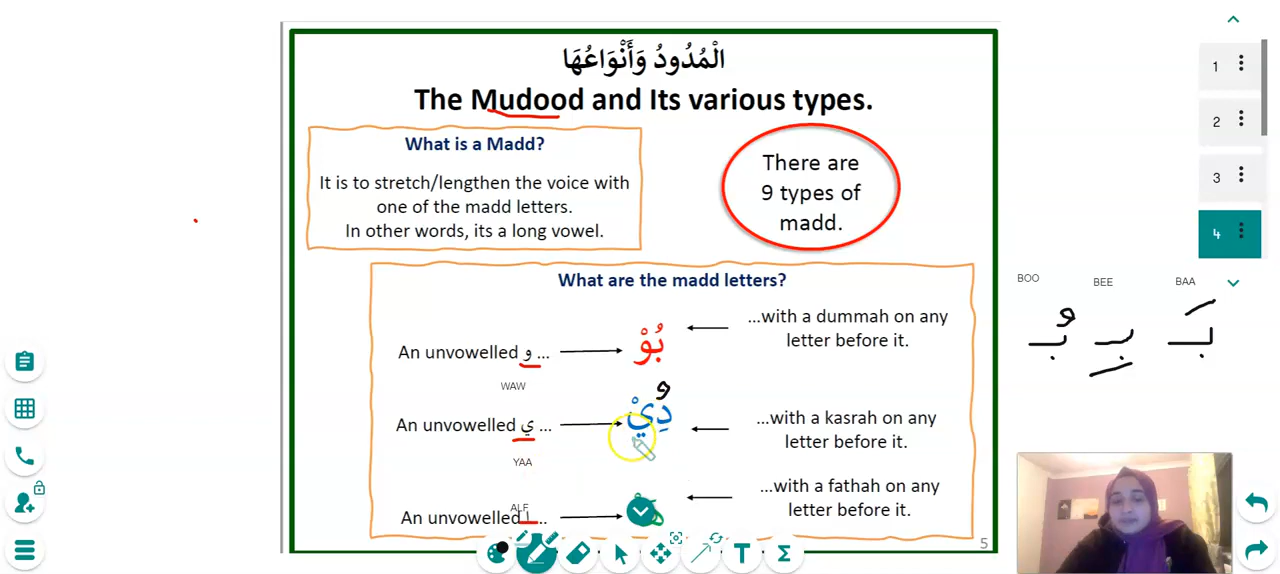 الْمُدُودُ وَأَنْوَاعُهَا
The Mudood and Its various types.
What is a Madd?
It is to stretch/lengthen the voice with
one of the madd letters.
In other words, its a long vowel.
There are
9 types of
madd.
What are the madd letters?
An unvowelled و ...
بُوْ
...with a dummah on any
letter before it.
WAW
An unvowelled ي ...
دِيْ
...with a kasrah on any
letter before it.
YAA
ALF
An unvowelled ا ...
...with a fathah on any
letter before it.
5
1
2
3
4
BOO
BEE
BAA
بُ
بِ
بَ
T
Σ